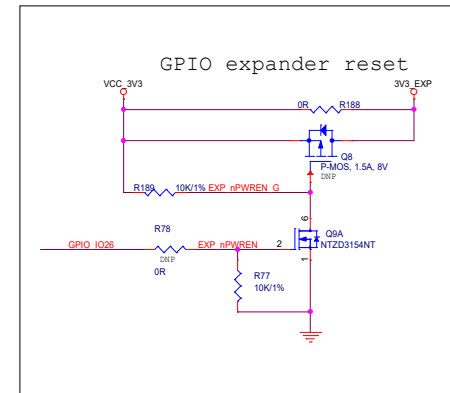 GPIO expander reset
VCC_3V3
3V3_EXP
0R
R188
Q8
P-MOS, 1.5A, 8V
DNP
R189
10K/1%
EXP_nPWREN_G
6
R78
Q9A
GPIO_IO26
EXP_nPWREN
2
NTZD3154NT
DNP
0R
1
R77
10K/1%